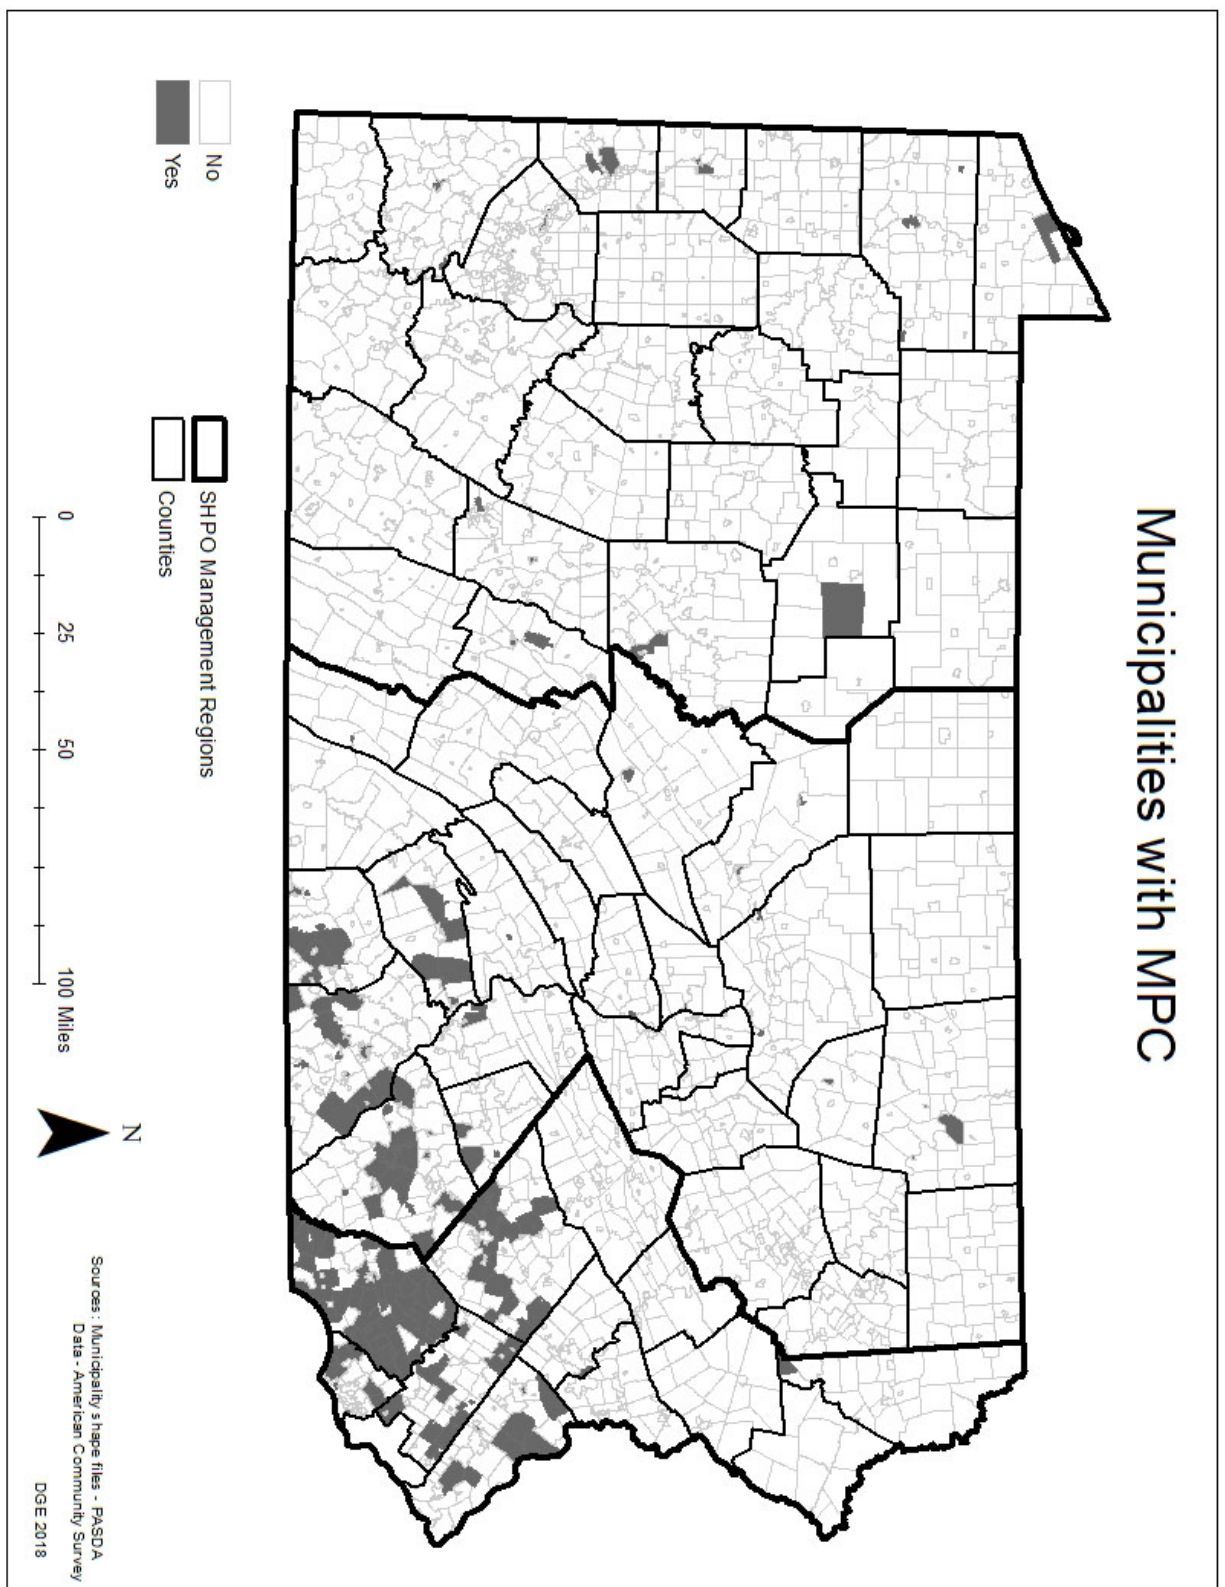 Municipalities with MPC
No
Yes
SHPO Management Regions
Counties
0 25 50 100 Miles
N
Sources: Municipality shape files - PASDA
Data - American Community Survey
DGE 2018